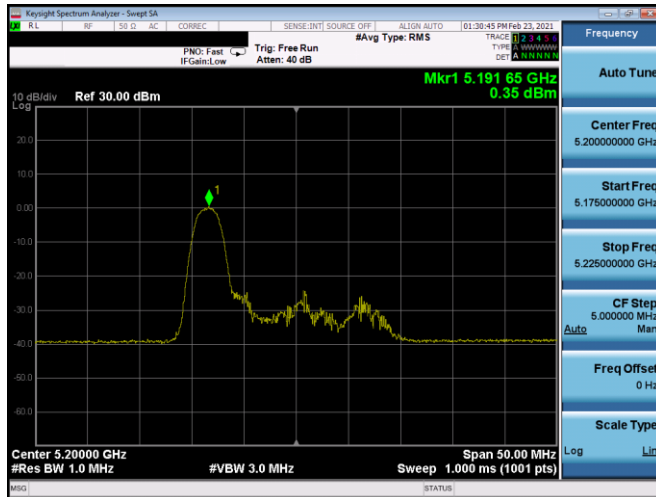 Keysight Spectrum Analyzer - Swept SA
RL RF 50 Ω AC CORREC SENSE:INT SOURCE OFF ALIGN AUTO 01:30:45 PM Feb 23, 2021
#Avg Type: RMS TRACE 1 2 3 4 5 6
PNO: Fast Trig: Free Run TYPE A WWWWW
IFGain:Low Atten: 40 dB DET A N N N N N
Mkr1 5.191 65 GHz
0.35 dBm
10 dB/div Ref 30.00 dBm
Log
1
20.0
0.00
-10.0
-20.0
-30.0
-40.0
-50.0
-60.0
Center 5.20000 GHz Span 50.00 MHz
#Res BW 1.0 MHz #VBW 3.0 MHz Sweep 1.000 ms (1001 pts)
MSG STATUS
Frequency
Auto Tune
Center Freq
5.200000000 GHz
Start Freq
5.175000000 GHz
Stop Freq
5.225000000 GHz
CF Step
5.000000 MHz
Auto Man
Freq Offset
0 Hz
Scale Type
Log Lin